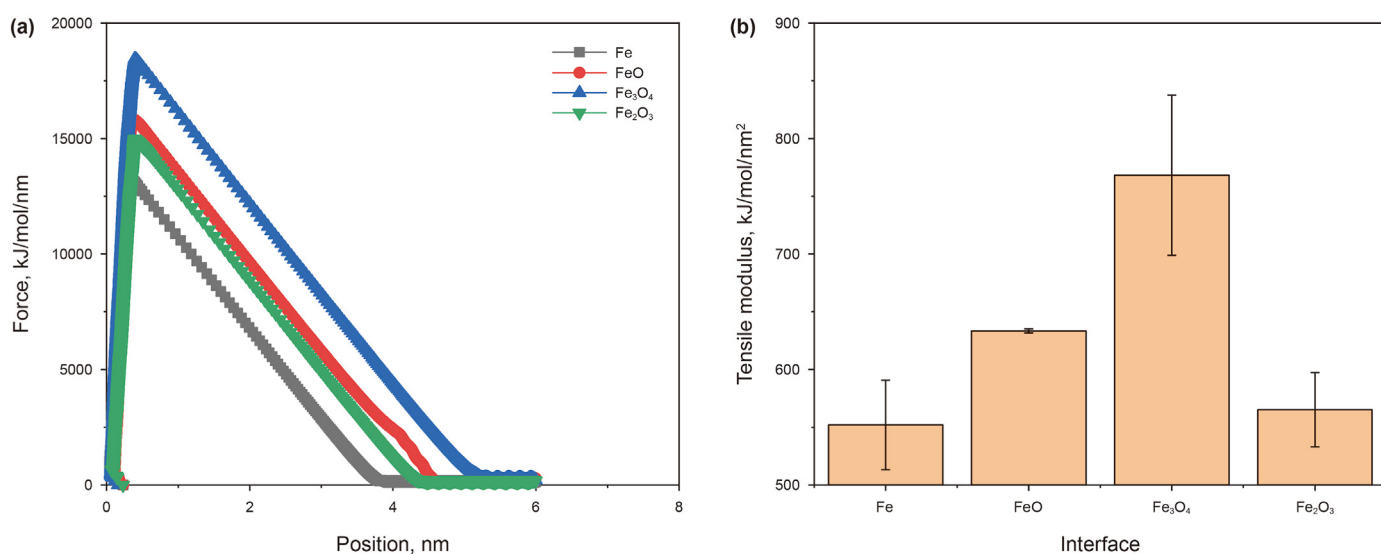 (a)
Force, kJ/mol/nm
20000
15000
10000
5000
0
0 2 4 6 8
Position, nm
Fe
FeO
Fe₃O₄
Fe₂O₃
(b)
Tensile modulus, kJ/mol/nm²
900
800
700
600
500
Fe FeO Fe₃O₄ Fe₂O₃
Interface